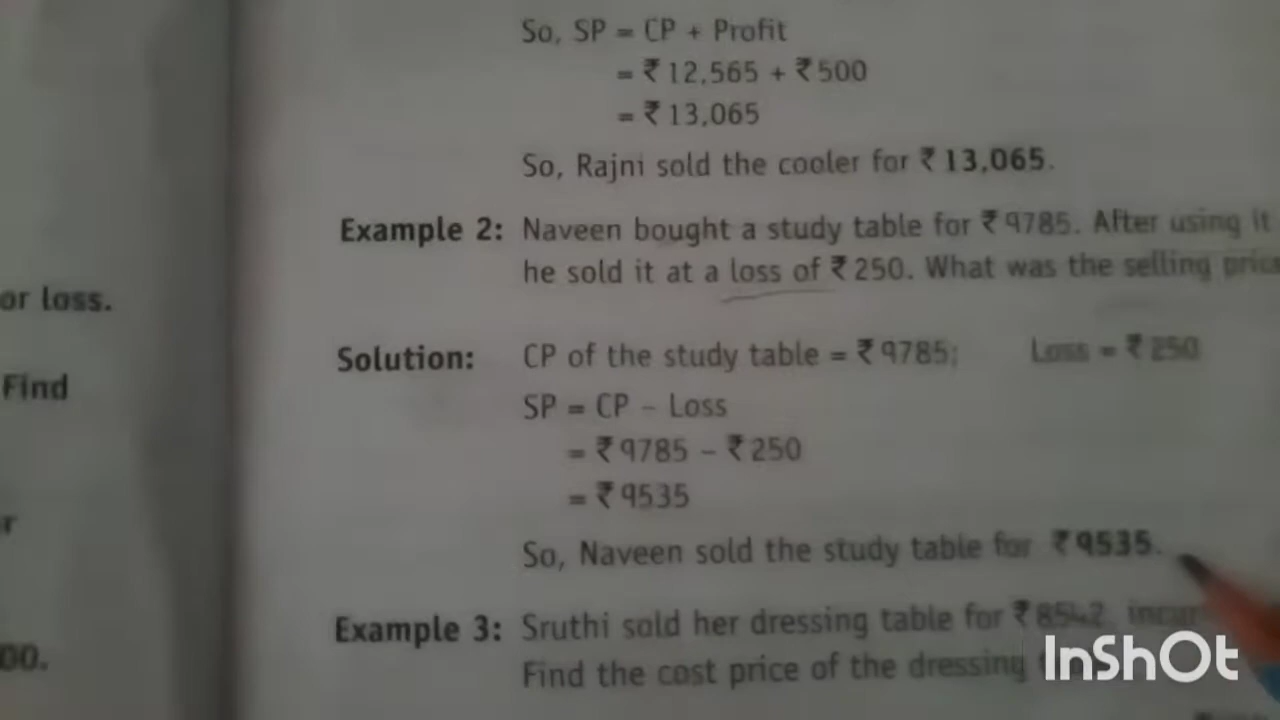 So, SP = CP + Profit
= ₹12,565 + ₹500
= ₹13,065
So, Rajni sold the cooler for ₹13,065.
Example 2: Naveen bought a study table for ₹9785. After using it
he sold it at a loss of ₹250. What was the selling price
or loss.
Solution: CP of the study table = ₹9785; Loss = ₹250
Find
SP = CP - Loss
= ₹9785 - ₹250
= ₹9535
r
So, Naveen sold the study table for ₹9535.
Example 3: Sruthi sold her dressing table for ₹8542,
00.
Find the cost price of the dressing
InShOt